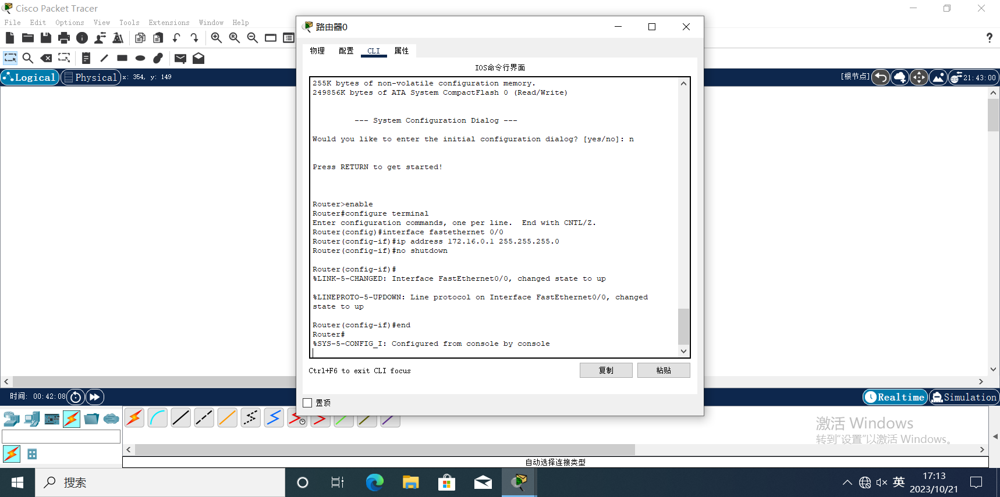 Cisco Packet Tracer
File Edit Options View Tools Extensions Window Help
Logical
Physical
x: 354, y: 149
[根节点]
21:43:00
路由器0
物理 配置 CLI 属性
IOS命令行界面
255K bytes of non-volatile configuration memory.
249856K bytes of ATA System CompactFlash 0 (Read/Write)
--- System Configuration Dialog ---
Would you like to enter the initial configuration dialog? [yes/no]: n
Press RETURN to get started!
Router>enable
Router#configure terminal
Enter configuration commands, one per line.  End with CNTL/Z.
Router(config)#interface fastethernet 0/0
Router(config-if)#ip address 172.16.0.1 255.255.255.0
Router(config-if)#no shutdown
Router(config-if)#
%LINK-5-CHANGED: Interface FastEthernet0/0, changed state to up
%LINEPROTO-5-UPDOWN: Line protocol on Interface FastEthernet0/0, changed
state to up
Router(config-if)#end
Router#
%SYS-5-CONFIG_I: Configured from console by console
Ctrl+F6 to exit CLI focus
复制
粘贴
置顶
时间: 00:42:08
Realtime
Simulation
激活 Windows
转到“设置”以激活 Windows。
自动选择连接类型
搜索
英
17:13
2023/10/21